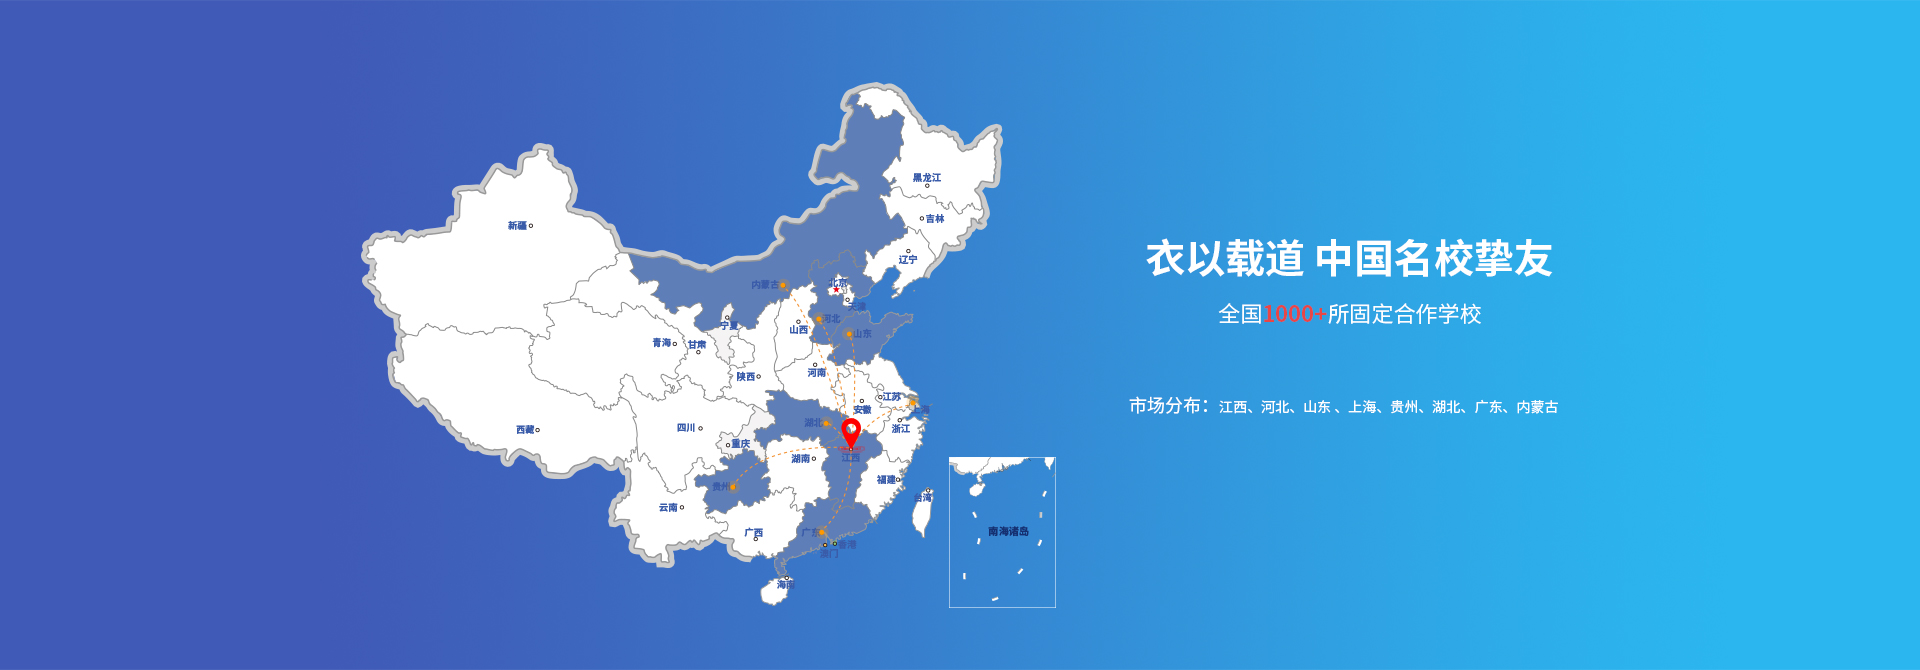 衣以载道 中国名校挚友
全国1000+所固定合作学校
市场分布：江西、河北、山东 、上海、贵州、湖北、广东、内蒙古
黑龙江
吉林
新疆
辽宁
北京
内蒙古
天津
河北
宁夏
山西
山东
青海
甘肃
河南
陕西
江苏
安徽
上海
湖北
四川
西藏
浙江
重庆
江西
湖南
福建
贵州
台湾
云南
广西
广东
香港
澳门
海南
南海诸岛